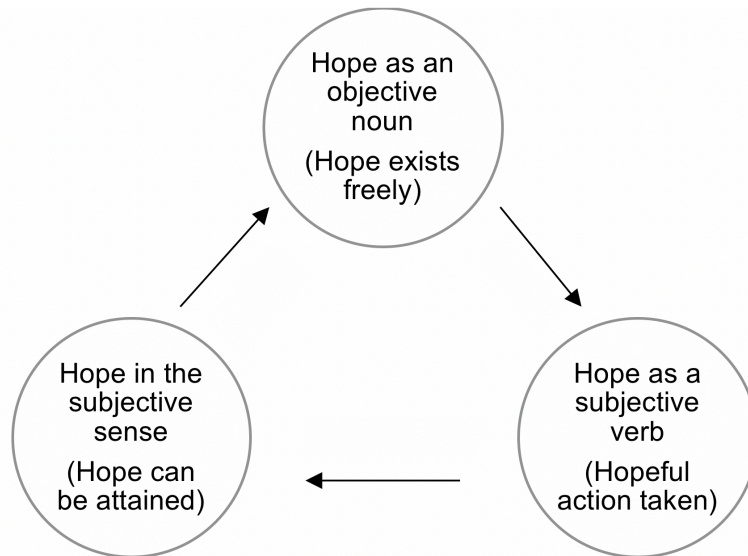 Hope as an
objective
noun
(Hope exists
freely)
Hope in the
subjective
sense
(Hope can
be attained)
Hope as a
subjective
verb
(Hopeful
action taken)